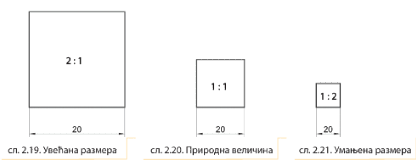 2 : 1
1 : 1
1 : 2
20
20
20
сл. 2.19. Увећана размера
сл. 2.20. Природна величина
сл. 2.21. Умањена размера